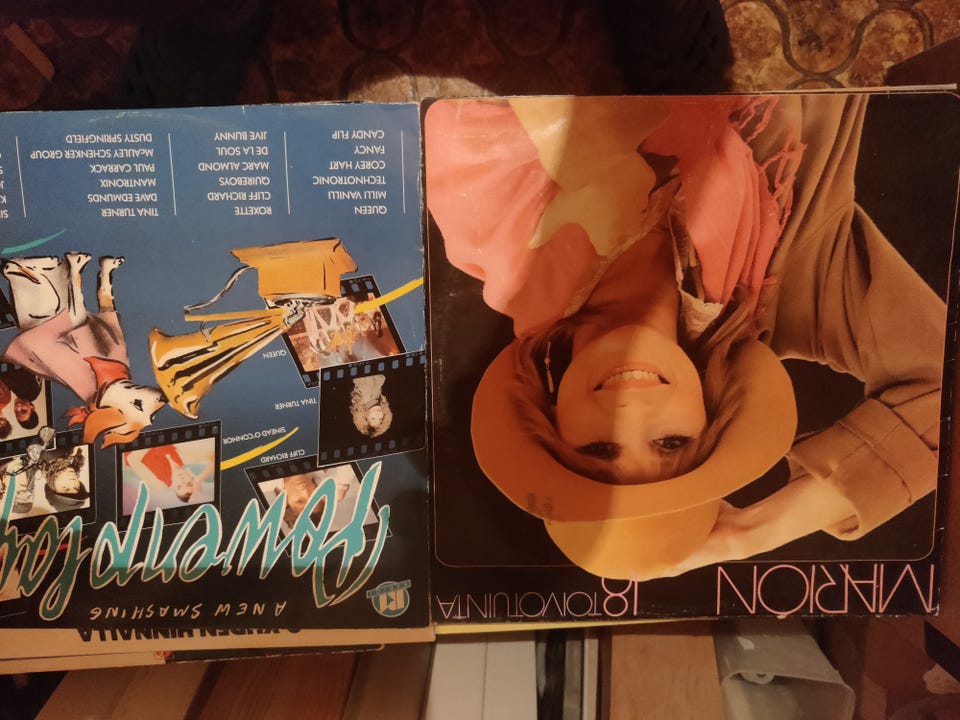 MARION
18 TOIVOTUINTA
YHDEN HINNALLA
A NEW SMASHING
Powerplay
CLIFF RICHARD
SINEAD O'CONNOR
TINA TURNER
QUEEN
QUEEN
MILLI VANILLI
TECHNOTRONIC
COREY HART
FANCY
CANDY FLIP
ROXETTE
CLIFF RICHARD
QUIREBOYS
MARC ALMOND
DE LA SOUL
JIVE BUNNY
TINA TURNER
DAVE EDMUNDS
MANTRONIX
PAUL CARRACK
McAULEY SCHENKER GROUP
DUSTY SPRINGFIELD